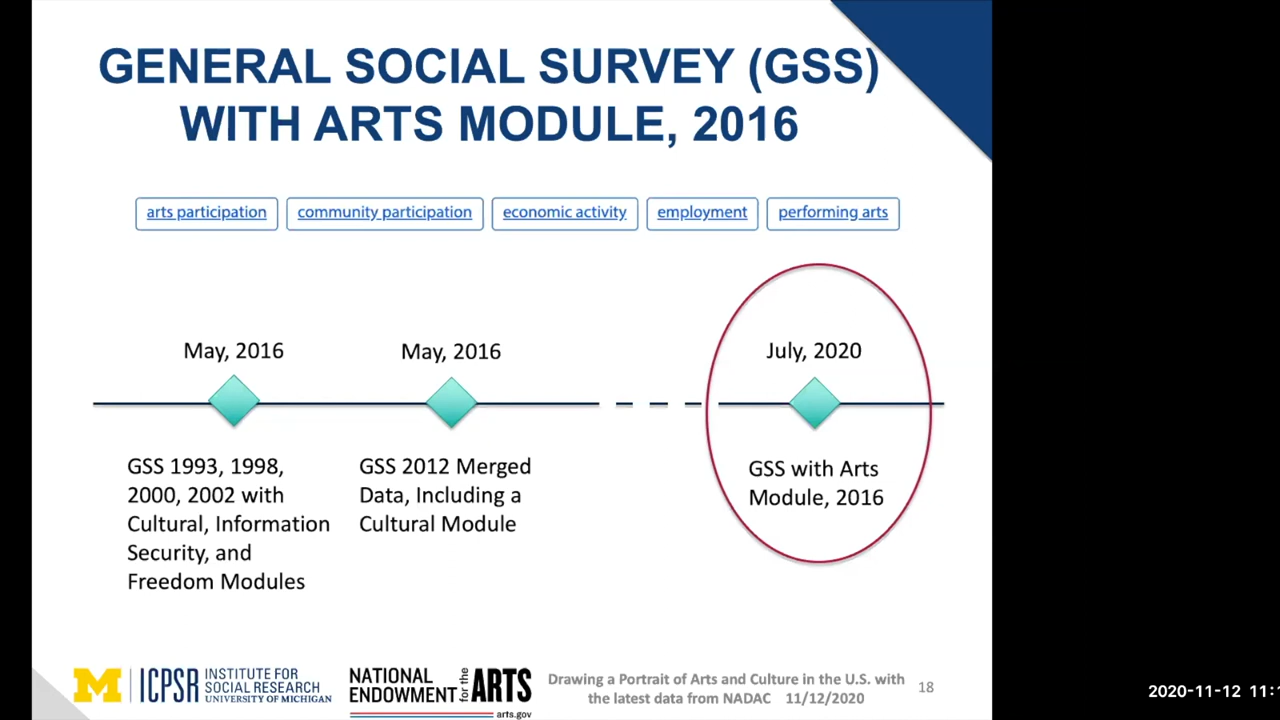 GENERAL SOCIAL SURVEY (GSS)
WITH ARTS MODULE, 2016
arts participation
community participation
economic activity
employment
performing arts
May, 2016
May, 2016
July, 2020
GSS 1993, 1998,
2000, 2002 with
Cultural, Information
Security, and
Freedom Modules
GSS 2012 Merged
Data, Including a
Cultural Module
GSS with Arts
Module, 2016
M
ICPSR
INSTITUTE FOR
SOCIAL RESEARCH
UNIVERSITY OF MICHIGAN
NATIONAL
ENDOWMENT
for the
ARTS
arts.gov
Drawing a Portrait of Arts and Culture in the U.S. with
the latest data from NADAC 11/12/2020
18
2020-11-12 11:1